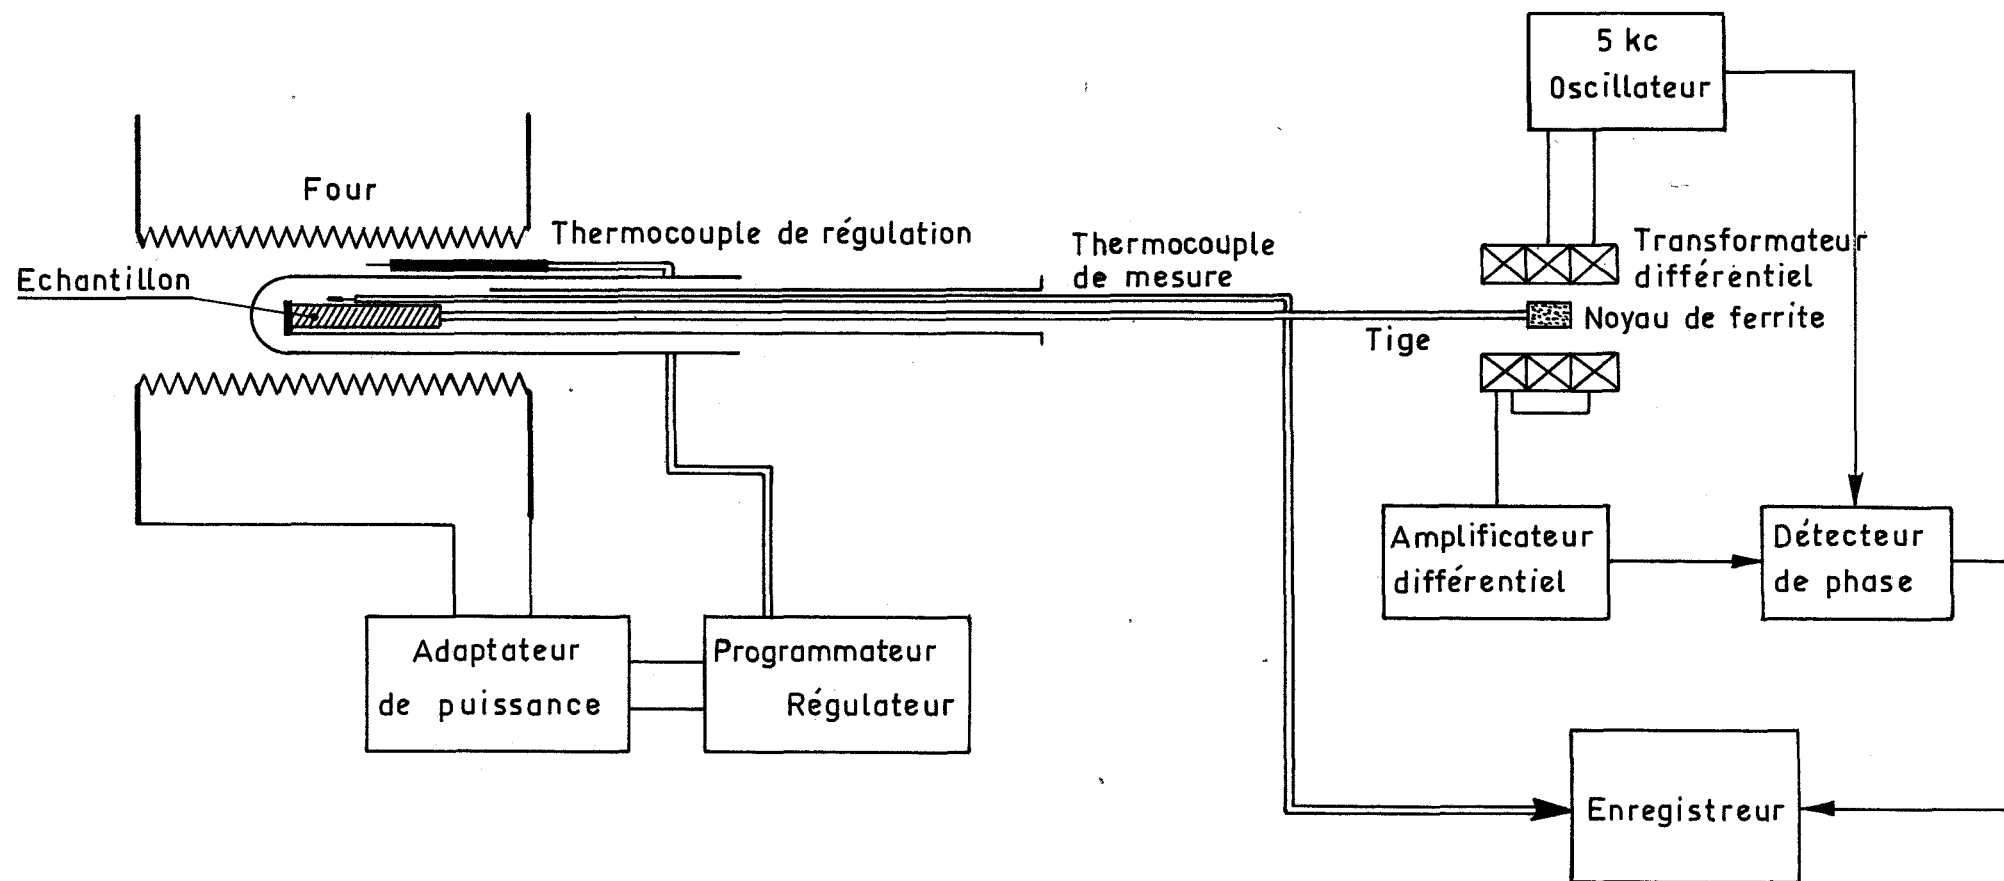 5 kc
Oscillateur
Four
Thermocouple de régulation
Thermocouple
de mesure
Transformateur
différentiel
Echantillon
Noyau de ferrite
Tige
Amplificateur
différentiel
Détecteur
de phase
Adaptateur
de puissance
Programmateur
Régulateur
Enregistreur